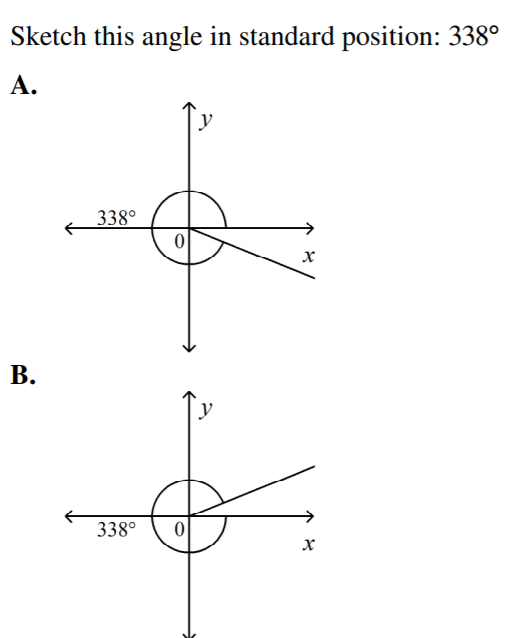 Sketch this angle in standard position: 338°
A.
y
338°
0
x
B.
y
338°
0
x